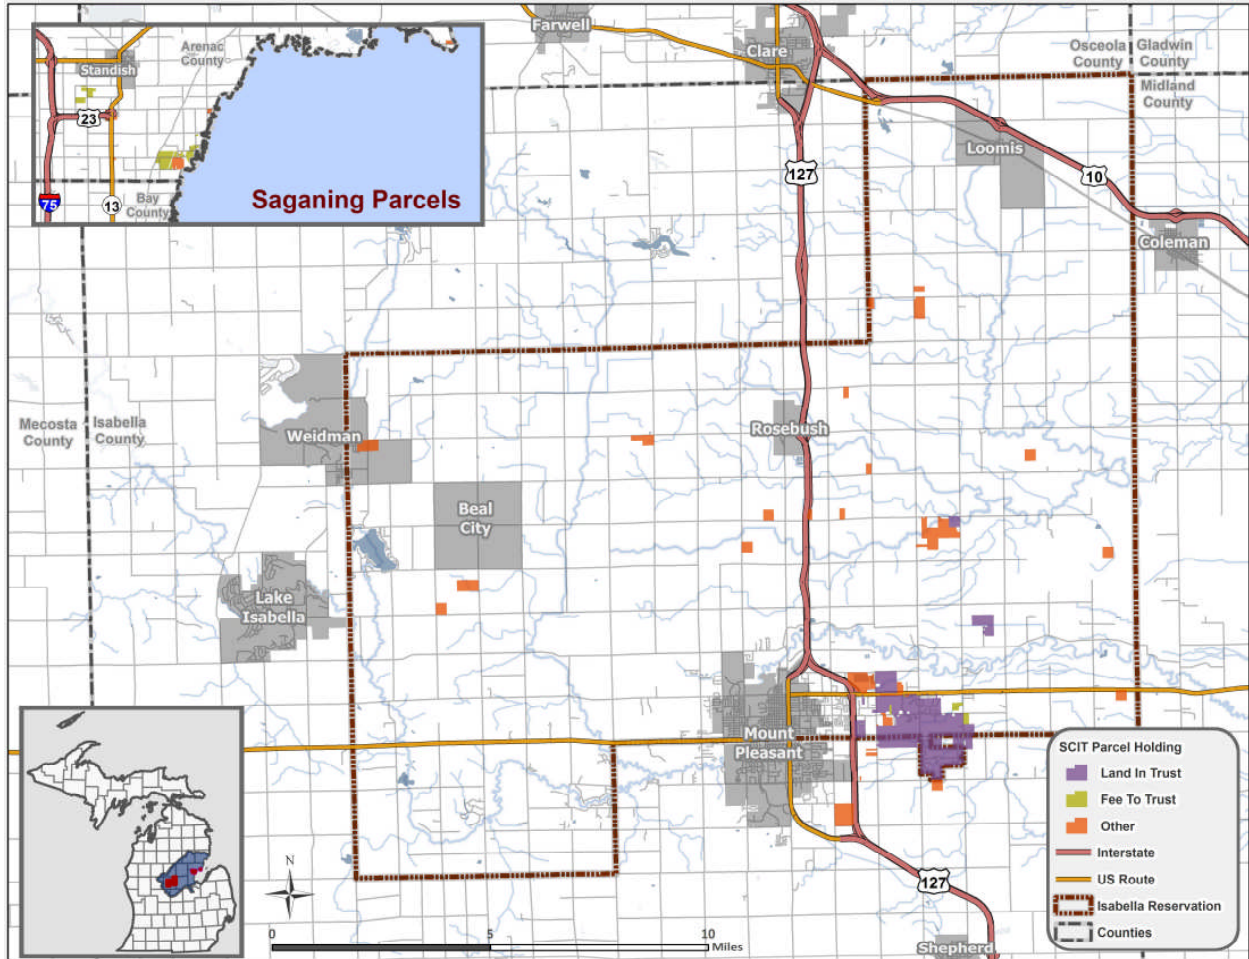 Farwell
Clare
Osceola
County
Gladwin
County
Midland
County
Arenac
County
Standish
23
75
13
Bay
County
Saganing Parcels
127
Loomis
10
Coleman
Mecosta
County
Isabella
County
Weidman
Rosebush
Beal
City
Lake
Isabella
Mount
Pleasant
127
Shepherd
N
0
5
10
Miles
SCIT Parcel Holding
Land In Trust
Fee To Trust
Other
Interstate
US Route
Isabella Reservation
Counties